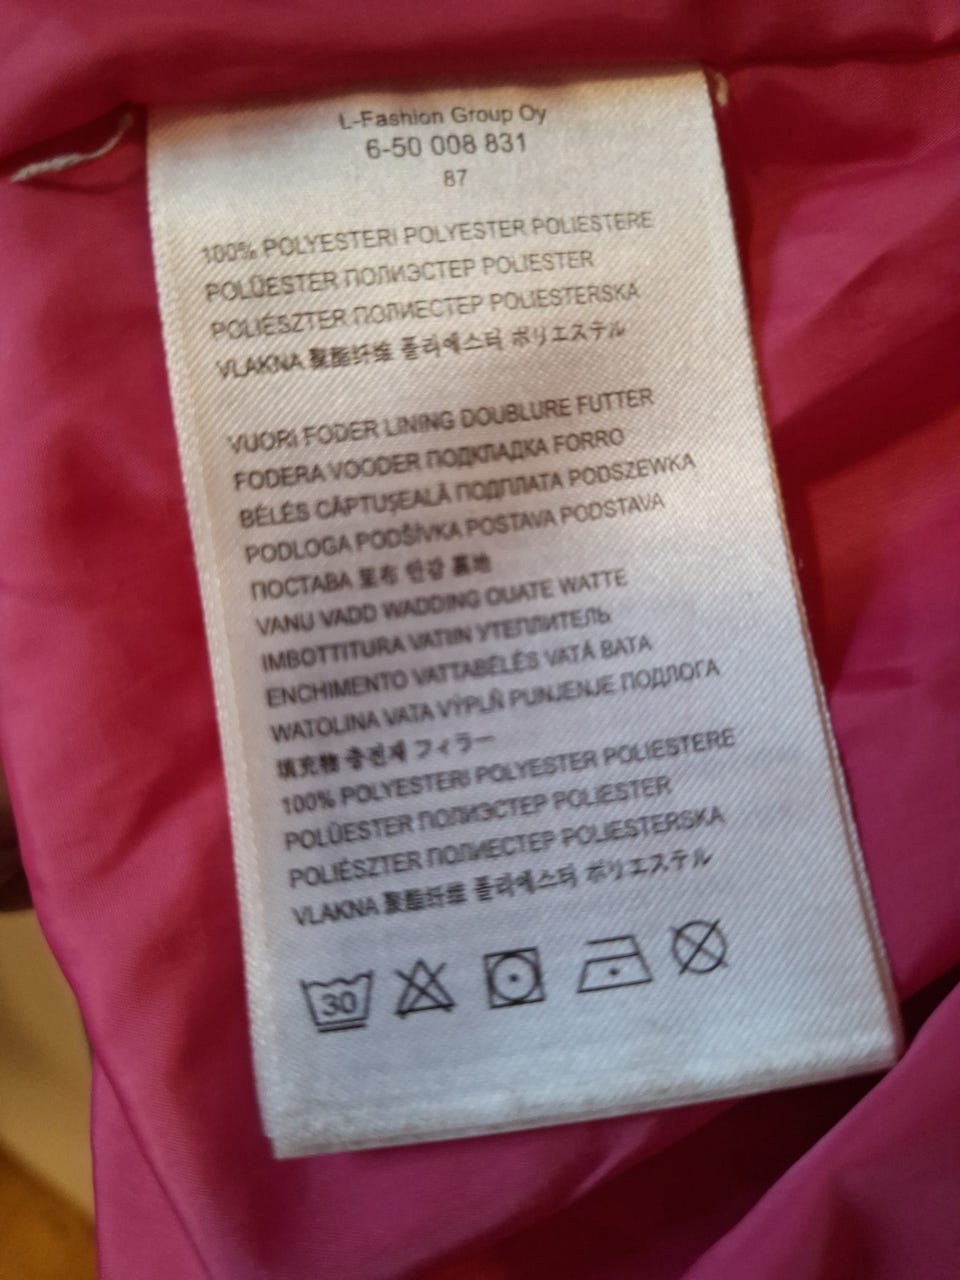 L-Fashion Group Oy
6-50 008 831
87
100% POLYESTERI POLYESTER POLIESTERE
POLÜESTER ПОЛИЭСТЕР POLIESTER
POLIÉSZTER ПОЛИЕСТЕР POLIESTERSKA
VLAKNA 聚酯纤维 폴리에스터 ポリエステル
VUORI FODER LINING DOUBLURE FUTTER
FODERA VOODER ПОДКЛАДКА FORRO
BÉLÉS CĂPTUŞEALĂ ПОДПЛАТА PODSZEWKA
PODLOGA PODŠÍVKA POSTAVA PODSTAVA
ПОСТАВА 里布 안감 裏地
VANU VADD WADDING OUATE WATTE
IMBOTTITURA VATIIN УТЕПЛИТЕЛЬ
ENCHIMENTO VATTABÉLÉS VATĂ ВАТА
WATOLINA VATA VÝPLŇ PUNJENJE ПОДЛОГА
填充物 충전재 フィラー
100% POLYESTERI POLYESTER POLIESTERE
POLÜESTER ПОЛИЭСТЕР POLIESTER
POLIÉSZTER ПОЛИЕСТЕР POLIESTERSKA
VLAKNA 聚酯纤维 폴리에스터 ポリエステル
30